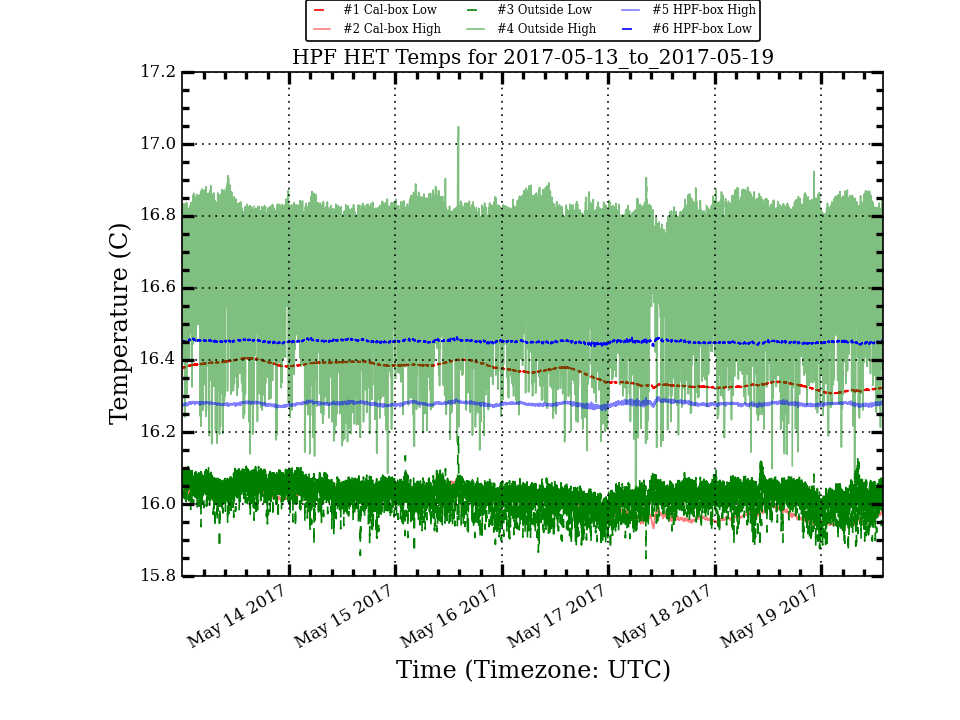 #1 Cal-box Low #3 Outside Low #5 HPF-box High
#2 Cal-box High #4 Outside High #6 HPF-box Low
HPF HET Temps for 2017-05-13_to_2017-05-19
17.2
17.0
16.8
16.6
16.4
16.2
16.0
15.8
Temperature (C)
May 14 2017
May 15 2017
May 16 2017
May 17 2017
May 18 2017
May 19 2017
Time (Timezone: UTC)